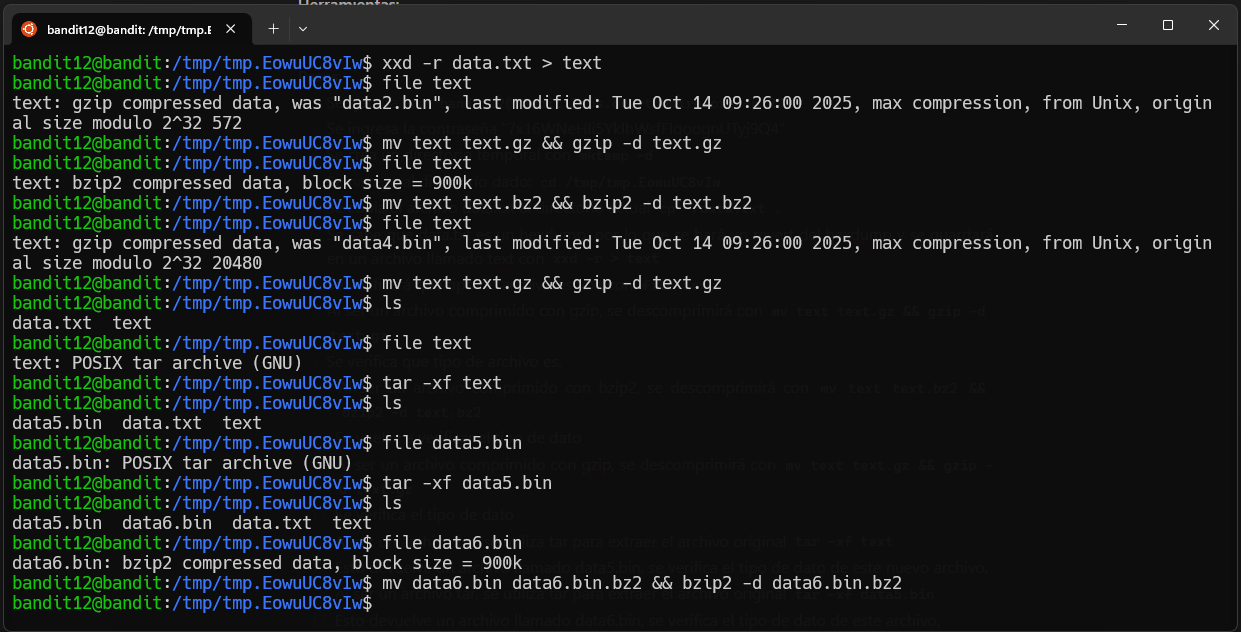 Herramientas:
bandit12@bandit: /tmp/tmp.E
bandit12@bandit:/tmp/tmp.EowuUC8vIw$ xxd -r data.txt > text
bandit12@bandit:/tmp/tmp.EowuUC8vIw$ file text
text: gzip compressed data, was "data2.bin", last modified: Tue Oct 14 09:26:00 2025, max compression, from Unix, origin
al size modulo 2^32 572
bandit12@bandit:/tmp/tmp.EowuUC8vIw$ mv text text.gz && gzip -d text.gz
bandit12@bandit:/tmp/tmp.EowuUC8vIw$ file text
text: bzip2 compressed data, block size = 900k
bandit12@bandit:/tmp/tmp.EowuUC8vIw$ mv text text.bz2 && bzip2 -d text.bz2
bandit12@bandit:/tmp/tmp.EowuUC8vIw$ file text
text: gzip compressed data, was "data4.bin", last modified: Tue Oct 14 09:26:00 2025, max compression, from Unix, origin
al size modulo 2^32 20480
bandit12@bandit:/tmp/tmp.EowuUC8vIw$ mv text text.gz && gzip -d text.gz
bandit12@bandit:/tmp/tmp.EowuUC8vIw$ ls
data.txt  text
bandit12@bandit:/tmp/tmp.EowuUC8vIw$ file text
text: POSIX tar archive (GNU)
bandit12@bandit:/tmp/tmp.EowuUC8vIw$ tar -xf text
bandit12@bandit:/tmp/tmp.EowuUC8vIw$ ls
data5.bin  data.txt  text
bandit12@bandit:/tmp/tmp.EowuUC8vIw$ file data5.bin
data5.bin: POSIX tar archive (GNU)
bandit12@bandit:/tmp/tmp.EowuUC8vIw$ tar -xf data5.bin
bandit12@bandit:/tmp/tmp.EowuUC8vIw$ ls
data5.bin  data6.bin  data.txt  text
bandit12@bandit:/tmp/tmp.EowuUC8vIw$ file data6.bin
data6.bin: bzip2 compressed data, block size = 900k
bandit12@bandit:/tmp/tmp.EowuUC8vIw$ mv data6.bin data6.bin.bz2 && bzip2 -d data6.bin.bz2
bandit12@bandit:/tmp/tmp.EowuUC8vIw$